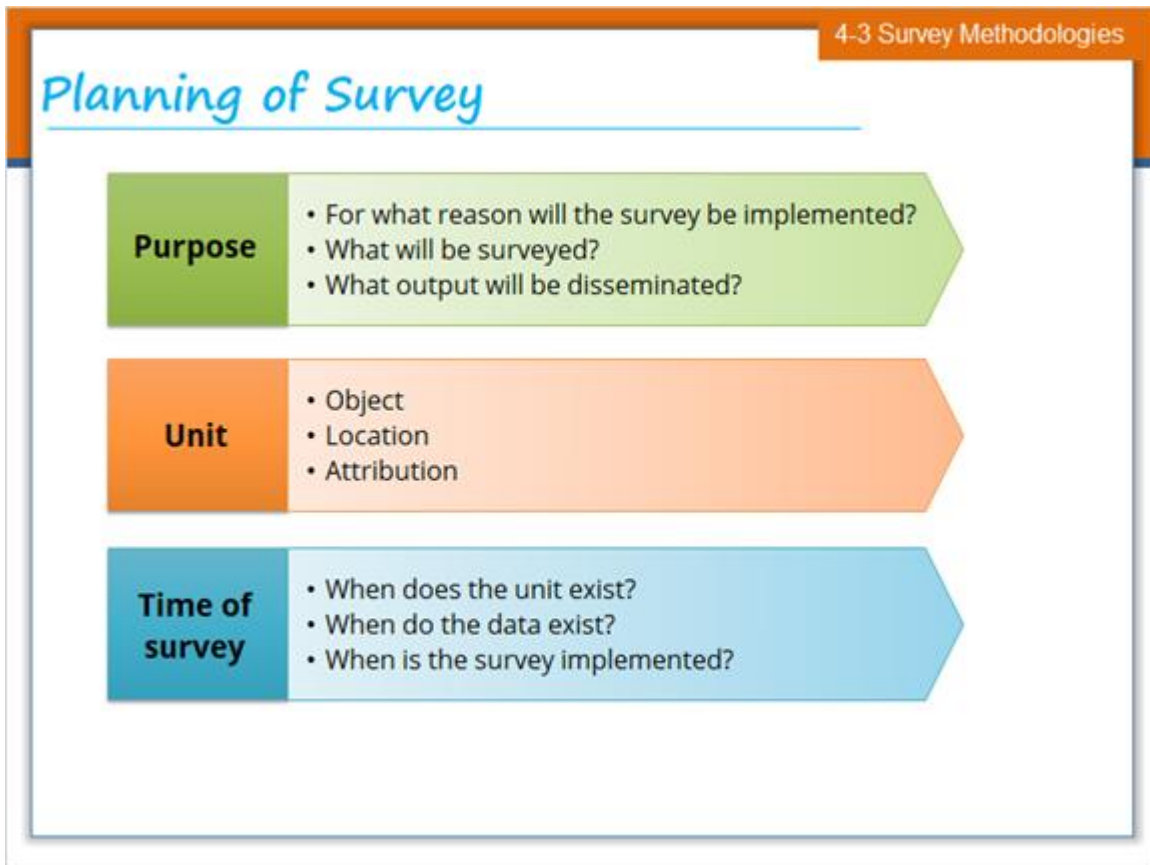 4-3 Survey Methodologies
Planning of Survey
Purpose
• For what reason will the survey be implemented?
• What will be surveyed?
• What output will be disseminated?
Unit
• Object
• Location
• Attribution
Time of
survey
• When does the unit exist?
• When do the data exist?
• When is the survey implemented?